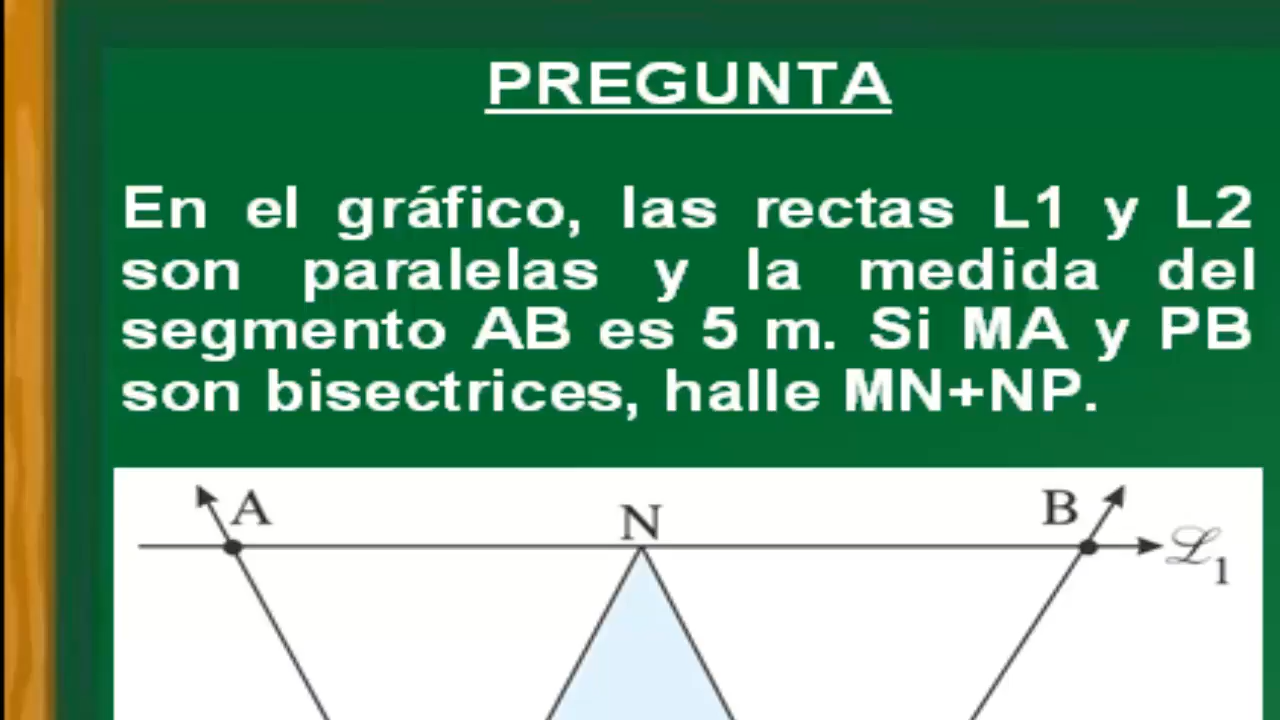 PREGUNTA
En el gráfico, las rectas L1 y L2
son paralelas y la medida del
segmento AB es 5 m. Si MA y PB
son bisectrices, halle MN+NP.
A N B
ℒ1